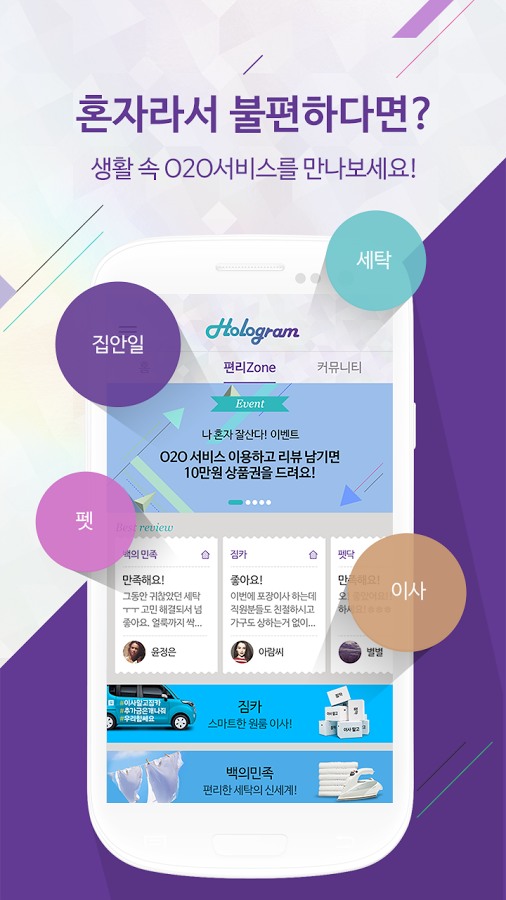 혼자라서 불편하다면?
생활 속 O2O서비스를 만나보세요!
세탁
집안일
Hologram
홈
편리Zone
커뮤니티
Event
나 혼자 잘산다! 이벤트
O2O 서비스 이용하고 리뷰 남기면
10만원 상품권을 드려요!
펫
Best review
백의 민족
만족해요!
그동안 귀찮았던 세탁
ㅜㅜ 고민 해결되서 넘
좋아요. 얼룩까지 싹...
윤정은
짐카
좋아요!
이번에 포장이사 하는데
직원분들도 친절하시고
가구도 상하는거 없이...
아람씨
펫닥
만족해요!
별별
이사
#이사말고짐카
#추가금은개나줘
#우리힘세요
짐카
스마트한 원룸 이사!
이사 말고
백의민족
편리한 세탁의 신세계!